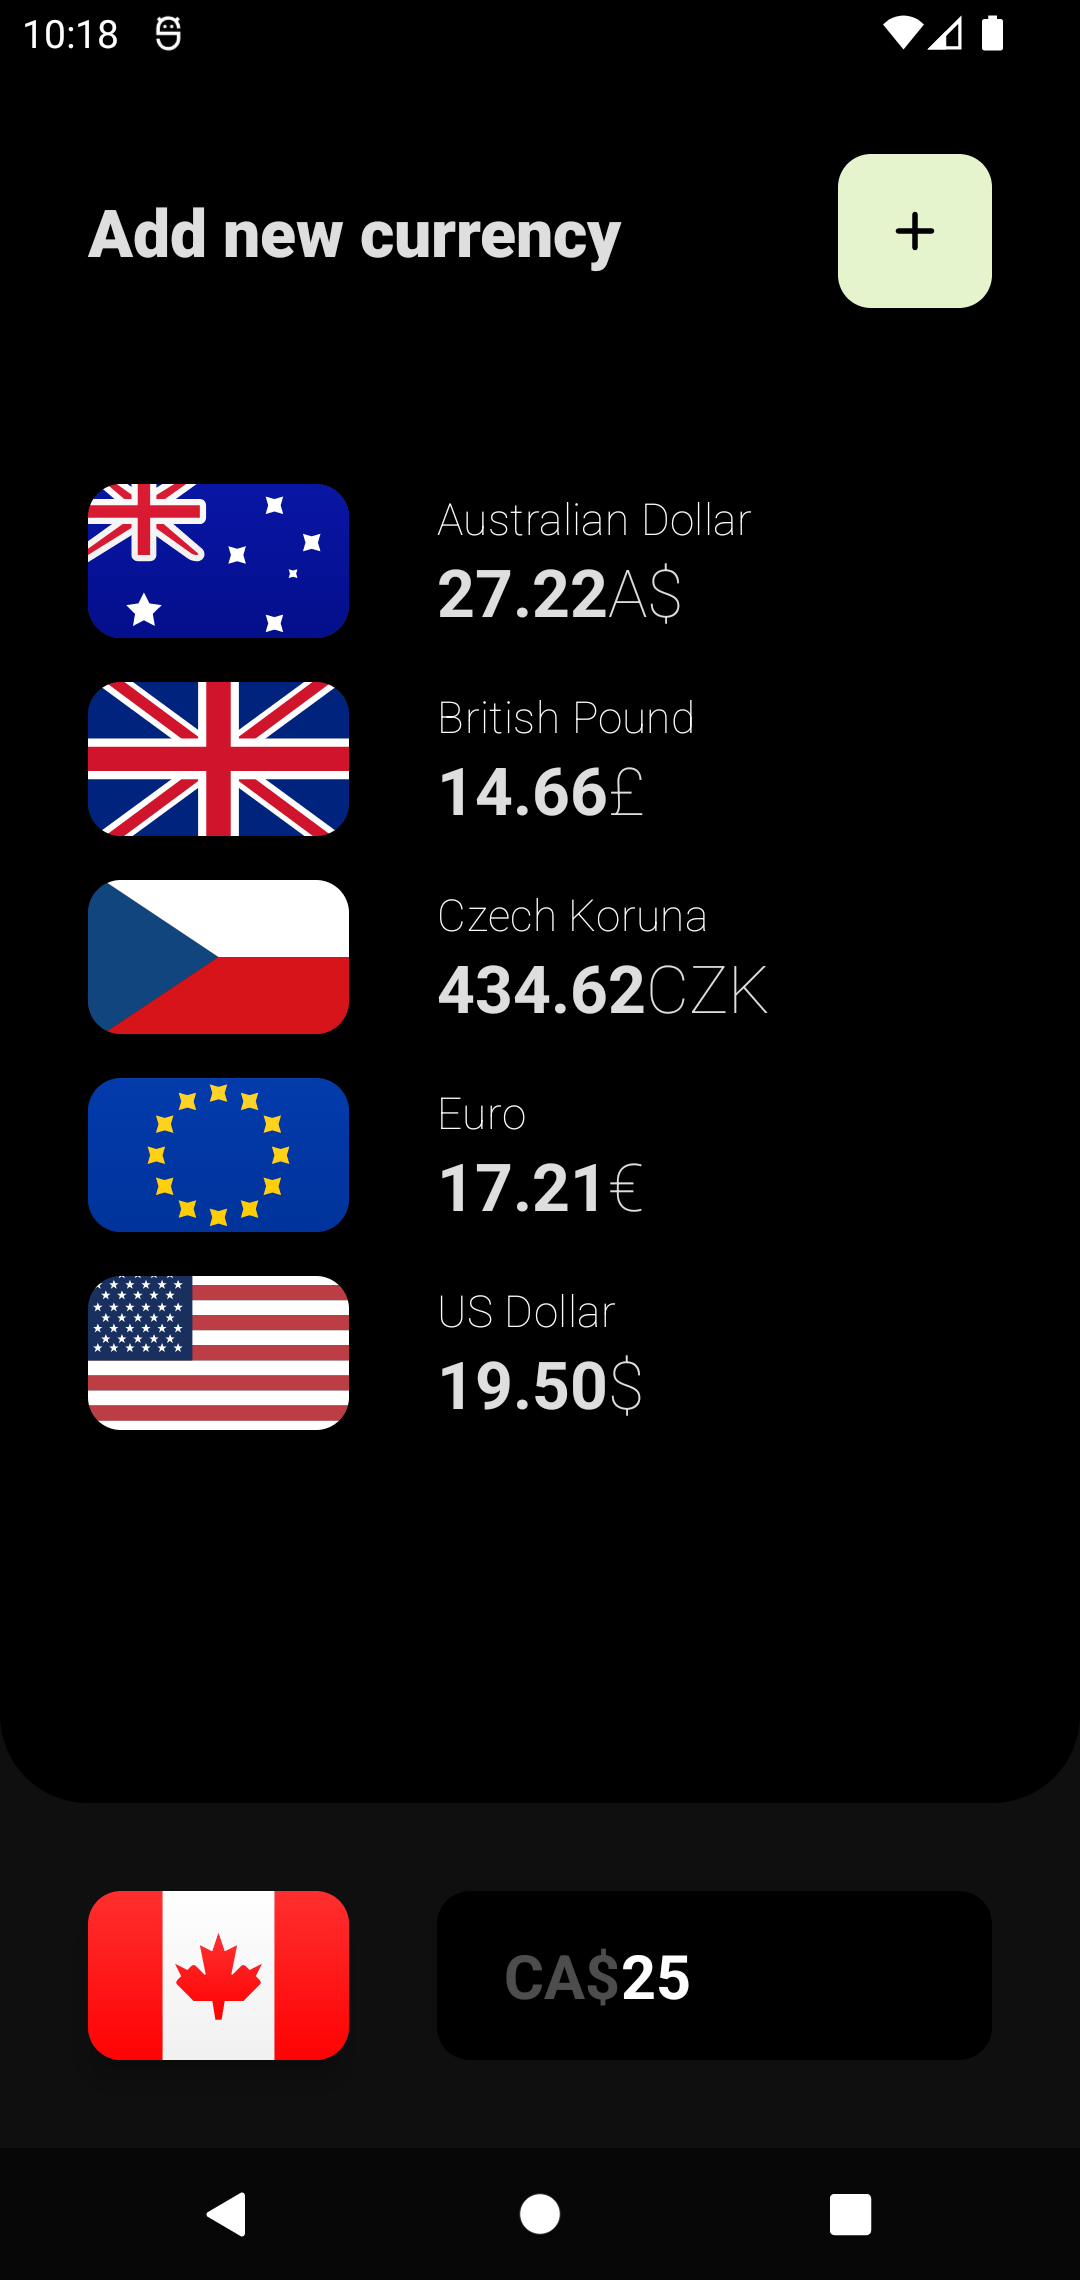 10:18
Add new currency
Australian Dollar
27.22A$
British Pound
14.66£
Czech Koruna
434.62CZK
Euro
17.21€
US Dollar
19.50$
CA$25